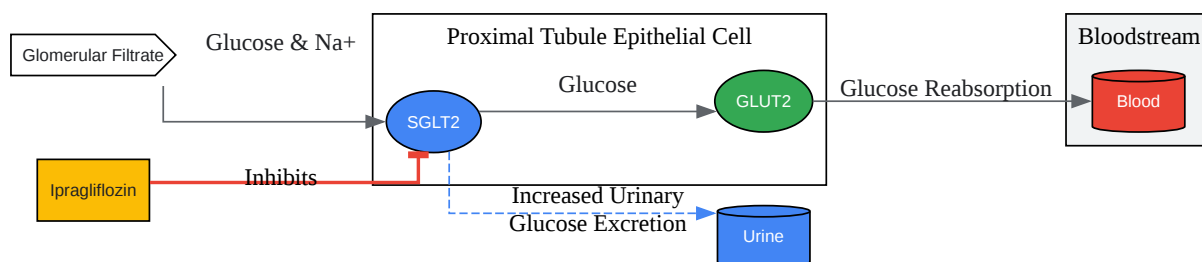 Glomerular Filtrate
Glucose & Na+
Proximal Tubule Epithelial Cell
Bloodstream
SGLT2
Glucose
GLUT2
Glucose Reabsorption
Blood
Ipragliflozin
Inhibits
Increased Urinary
Glucose Excretion
Urine